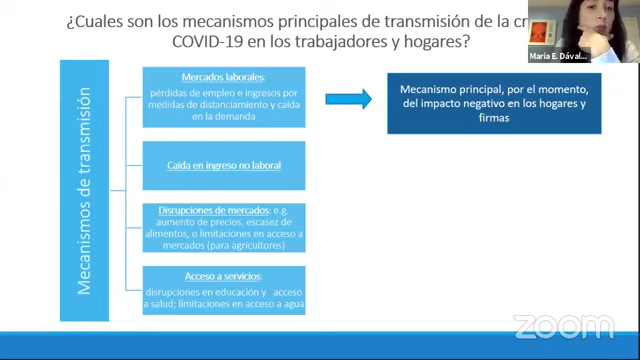 ¿Cuales son los mecanismos principales de transmisión de la cr
COVID-19 en los trabajadores y hogares?
María E. Dával...
Mecanismos de transmisión
Mercados laborales:
pérdidas de empleo e ingresos por
medidas de distanciamiento y caída
en la demanda
Mecanismo principal, por el momento,
del impacto negativo en los hogares y
firmas
Caída en ingreso no laboral
Disrupciones de mercados: e.g.
aumento de precios, escasez de
alimentos, o limitaciones en acceso a
mercados (para agricultores)
Acceso a servicios:
disrupciones en educación y acceso
a salud; limitaciones en acceso a agua
zoom